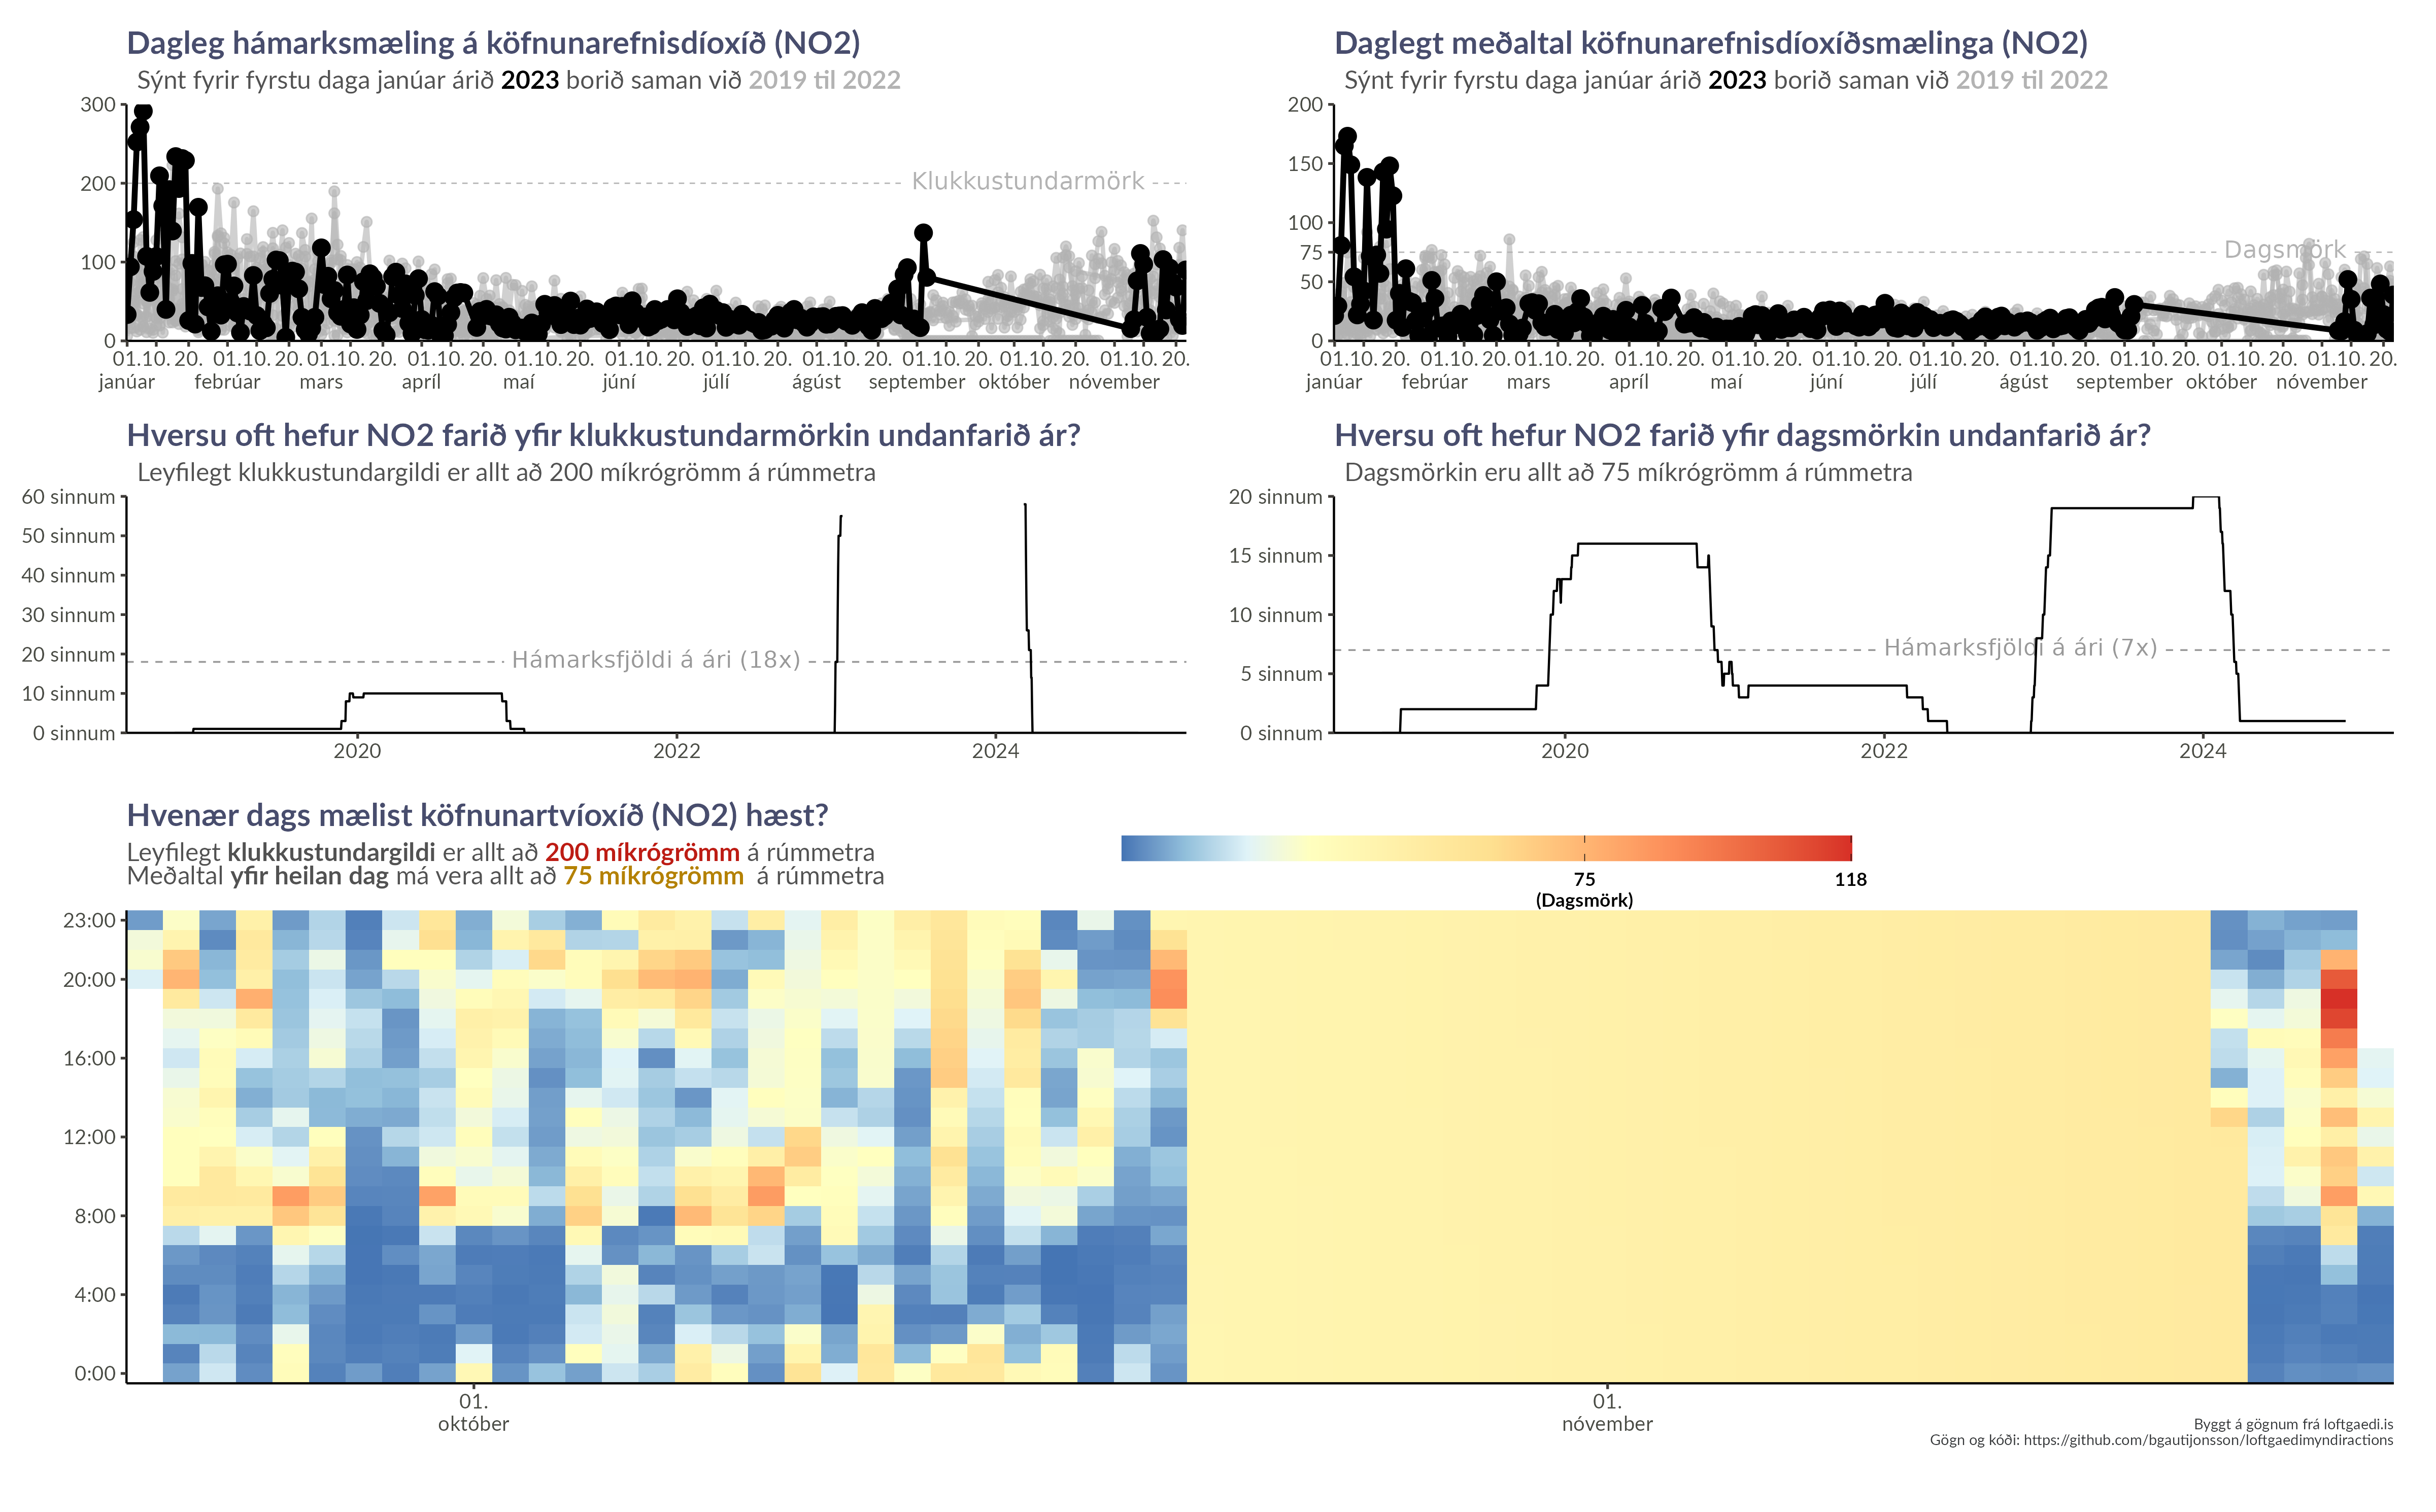 Dagleg hámarksmæling á köfnunarefnisdíoxíð (NO2)
Sýnt fyrir fyrstu daga janúar árið 2023 borið saman við 2019 til 2022
300
200
100
0
Klukkustundarmörk
01. 10. 20. 01. 10. 20. 01. 10. 20. 01. 10. 20. 01. 10. 20. 01. 10. 20. 01. 10. 20. 01. 10. 20. 01. 10. 20. 01. 10. 20. 01. 10. 20.
janúar febrúar mars apríl maí júní júlí ágúst september október nóvember
Daglegt meðaltal köfnunarefnisdíoxíðsmælinga (NO2)
Sýnt fyrir fyrstu daga janúar árið 2023 borið saman við 2019 til 2022
200
150
100
75
50
0
Dagsmörk
01. 10. 20. 01. 10. 20. 01. 10. 20. 01. 10. 20. 01. 10. 20. 01. 10. 20. 01. 10. 20. 01. 10. 20. 01. 10. 20. 01. 10. 20. 01. 10. 20.
janúar febrúar mars apríl maí júní júlí ágúst september október nóvember
Hversu oft hefur NO2 farið yfir klukkustundarmörkin undanfarið ár?
Leyfilegt klukkustundargildi er allt að 200 míkrógrömm á rúmmetra
60 sinnum
50 sinnum
40 sinnum
30 sinnum
20 sinnum
10 sinnum
0 sinnum
Hámarksfjöldi á ári (18x)
2020 2022 2024
Hversu oft hefur NO2 farið yfir dagsmörkin undanfarið ár?
Dagsmörkin eru allt að 75 míkrógrömm á rúmmetra
20 sinnum
15 sinnum
10 sinnum
5 sinnum
0 sinnum
Hámarksfjöldi á ári (7x)
2020 2022 2024
Hvenær dags mælist köfnunartvíoxíð (NO2) hæst?
Leyfilegt klukkustundargildi er allt að 200 míkrógrömm á rúmmetra
Meðaltal yfir heilan dag má vera allt að 75 míkrógrömm á rúmmetra
75 118
(Dagsmörk)
23:00
20:00
16:00
12:00
8:00
4:00
0:00
01. 01.
október nóvember
Byggt á gögnum frá loftgaedi.is
Gögn og kóði: https://github.com/bgautijonsson/loftgaedimyndiractions